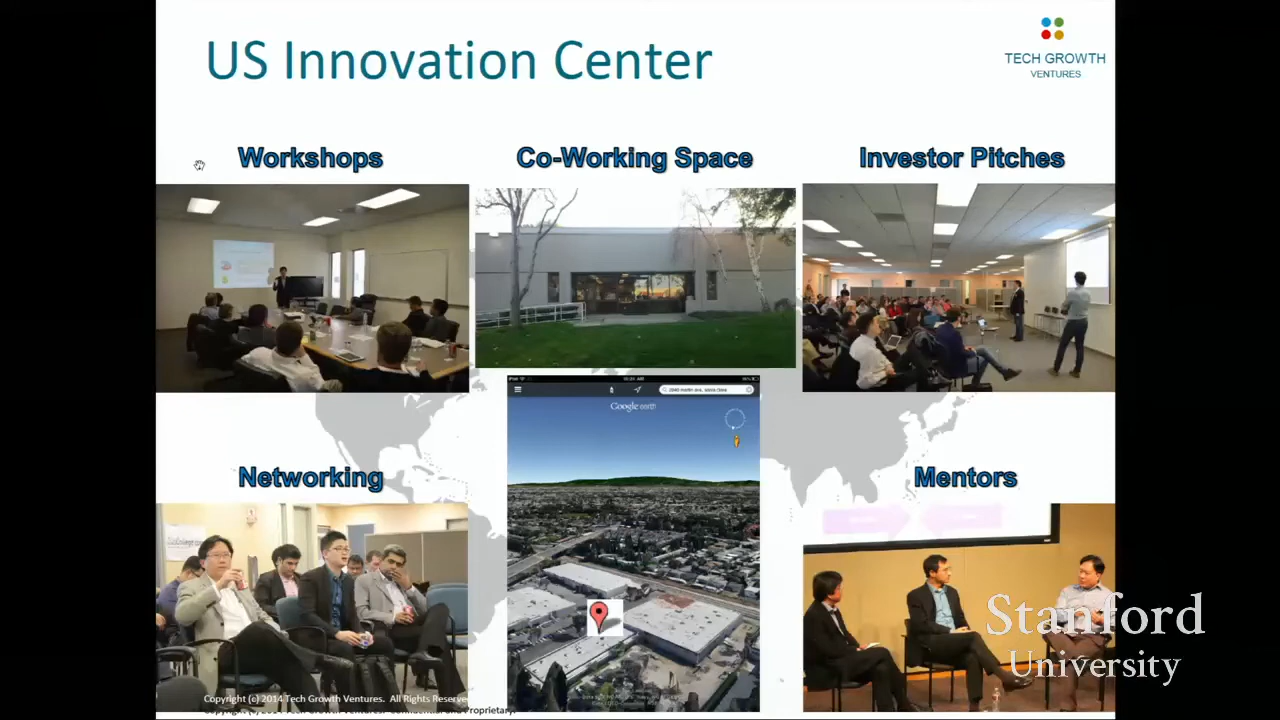 US Innovation Center
TECH GROWTH
VENTURES
Workshops
Co-Working Space
Investor Pitches
Google earth
Networking
Mentors
Stanford
University
Copyright (c) 2014 Tech Growth Ventures. All Rights Reserve